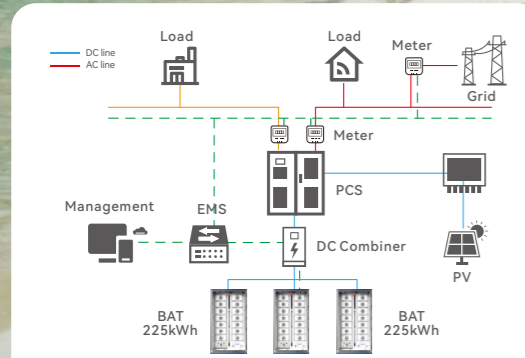 DC line
AC line
Load
Load
Meter
Grid
Meter
PCS
Management
EMS
DC Combiner
PV
BAT
225kWh
BAT
225kWh